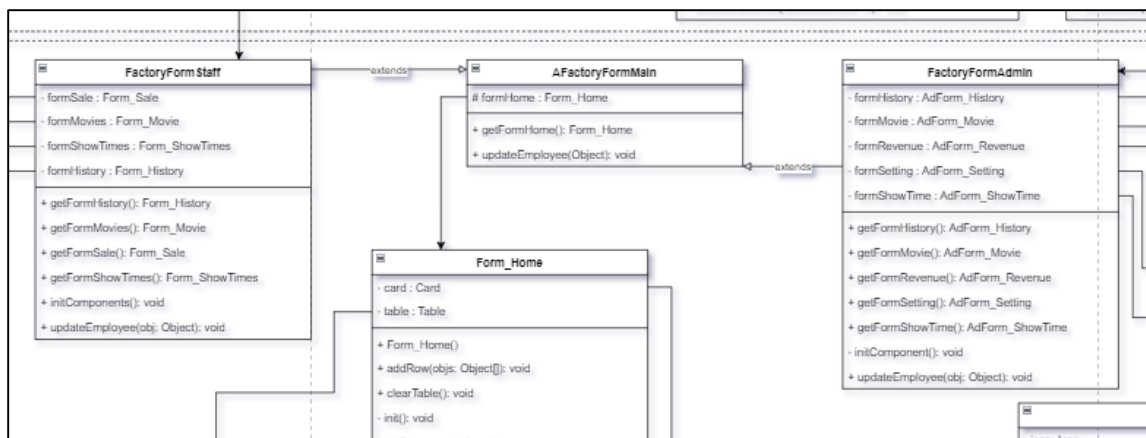 FactoryFormStaff
- formSale : Form_Sale
- formMovies : Form_Movie
- formShowTimes : Form_ShowTimes
- formHistory : Form_History
+ getFormHistory(): Form_History
+ getFormMovies(): Form_Movie
+ getFormSale(): Form_Sale
+ getFormShowTimes(): Form_ShowTimes
+ initComponents(): void
+ updateEmployee(obj: Object): void
extends
AFactoryFormMain
# formHome : Form_Home
+ getFormHome(): Form_Home
+ updateEmployee(Object): void
extends
FactoryFormAdmin
- formHistory : AdForm_History
- formMovie : AdForm_Movie
- formRevenue : AdForm_Revenue
- formSetting : AdForm_Setting
- formShowTime : AdForm_ShowTime
+ getFormHistory(): AdForm_History
+ getFormMovie(): AdForm_Movie
+ getFormRevenue(): AdForm_Revenue
+ getFormSetting(): AdForm_Setting
+ getFormShowTime(): AdForm_ShowTime
- initComponent(): void
+ updateEmployee(obj: Object): void
Form_Home
- card : Card
- table : Table
+ Form_Home()
+ addRow(objs: Object[]): void
+ clearTable(): void
- init(): void